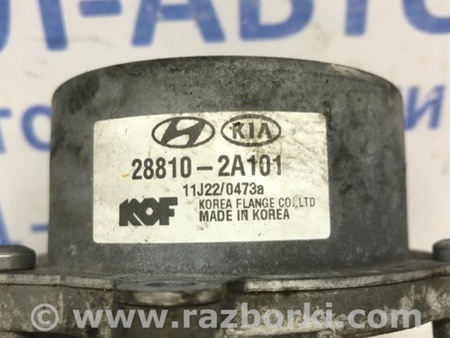 KIA
28810-2A101
11J22/0473a
KOF KOREA FLANGE CO.,LTD
MADE IN KOREA
© www.razborki.com